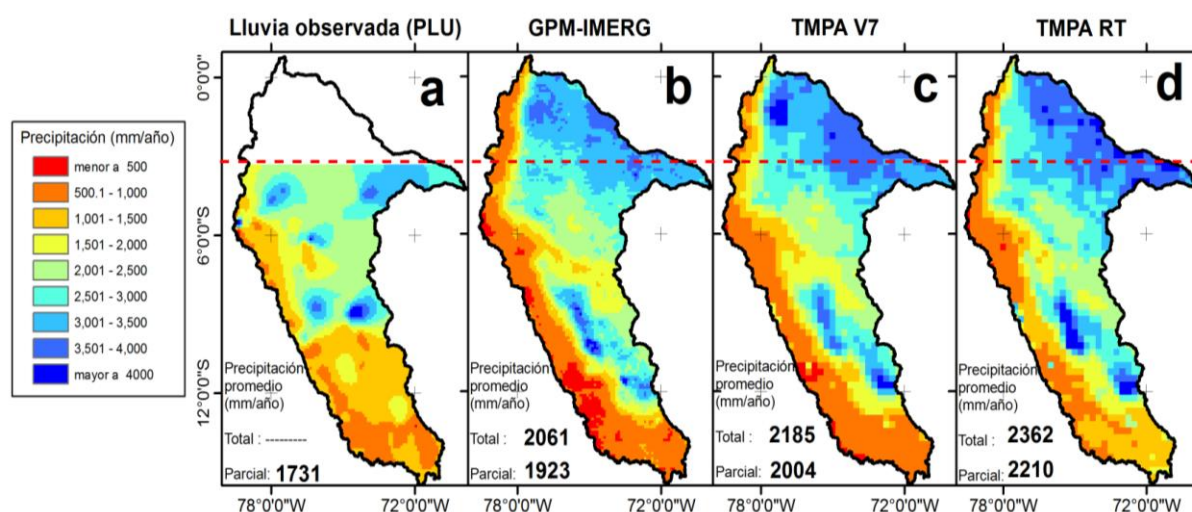 Lluvia observada (PLU)
GPM-IMERG
TMPA V7
TMPA RT
a
b
c
d
0°0'0"
6°0'0"S
12°0'0"S
Precipitación (mm/año)
menor a 500
500.1 - 1,000
1,001 - 1,500
1,501 - 2,000
2,001 - 2,500
2,501 - 3,000
3,001 - 3,500
3,501 - 4,000
mayor a 4000
Precipitación
promedio
(mm/año)
Total : ---------
Parcial: 1731
Precipitación
promedio
(mm/año)
Total : 2061
Parcial: 1923
Precipitación
promedio
(mm/año)
Total : 2185
Parcial: 2004
Precipitación
promedio
(mm/año)
Total : 2362
Parcial: 2210
78°0'0"W
72°0'0"W
78°0'0"W
72°0'0"W
78°0'0"W
72°0'0"W
78°0'0"W
72°0'0"W